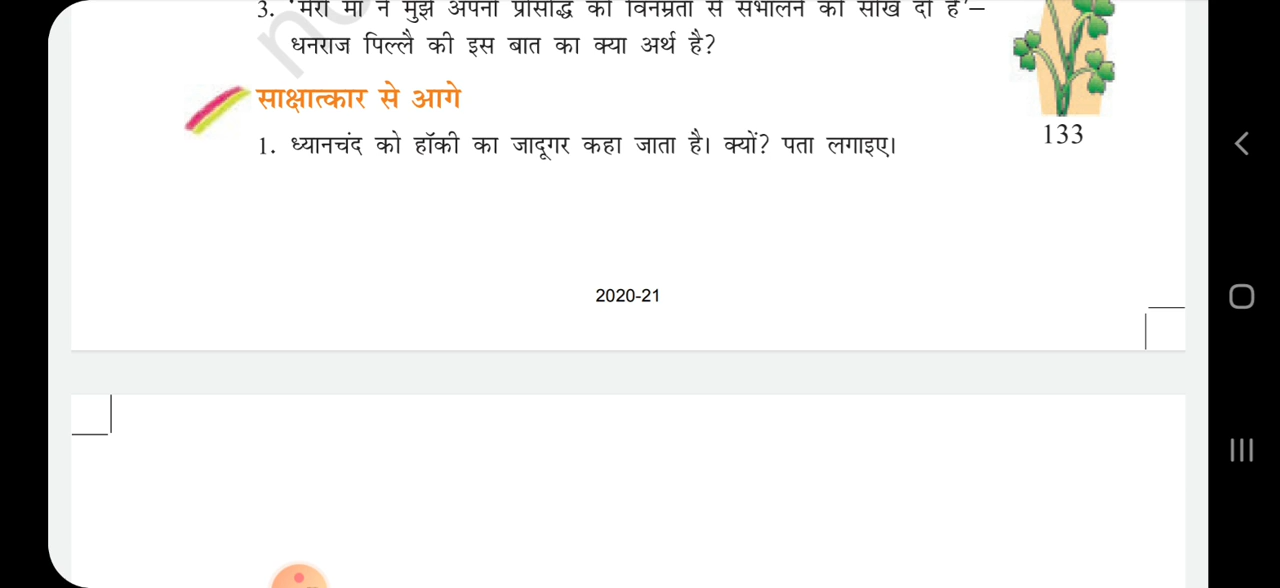 3. 'मेरी माँ ने मुझे अपनी प्रसिद्धि को विनम्रता से सँभालने की सीख दी है'–
धनराज पिल्लै की इस बात का क्या अर्थ है?
साक्षात्कार से आगे
1. ध्यानचंद को हॉकी का जादूगर कहा जाता है। क्यों? पता लगाइए।
133
2020-21